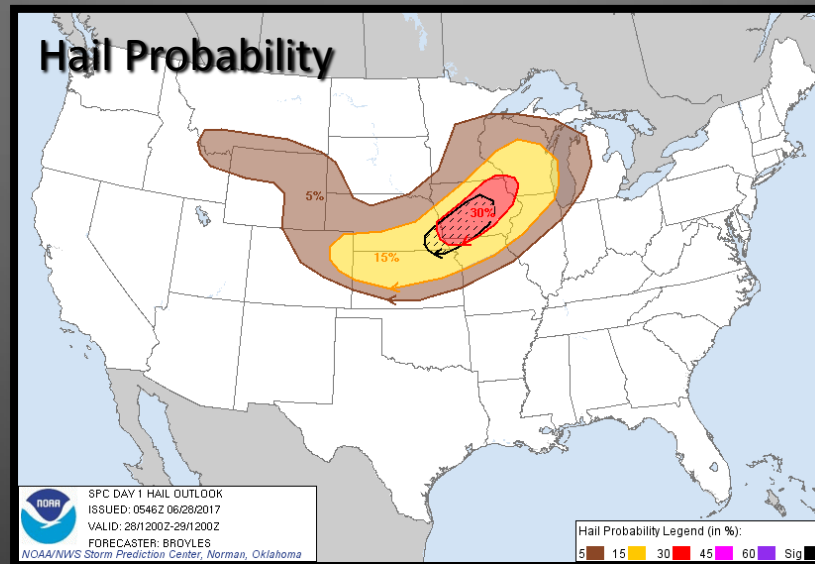 Hail Probability
5%
30%
15%
NOAA
SPC DAY 1 HAIL OUTLOOK
ISSUED: 0546Z 06/28/2017
VALID: 28/1200Z-29/1200Z
FORECASTER: BROYLES
NOAA/NWS Storm Prediction Center, Norman, Oklahoma
Hail Probability Legend (in %):
5 15 30 45 60 Sig